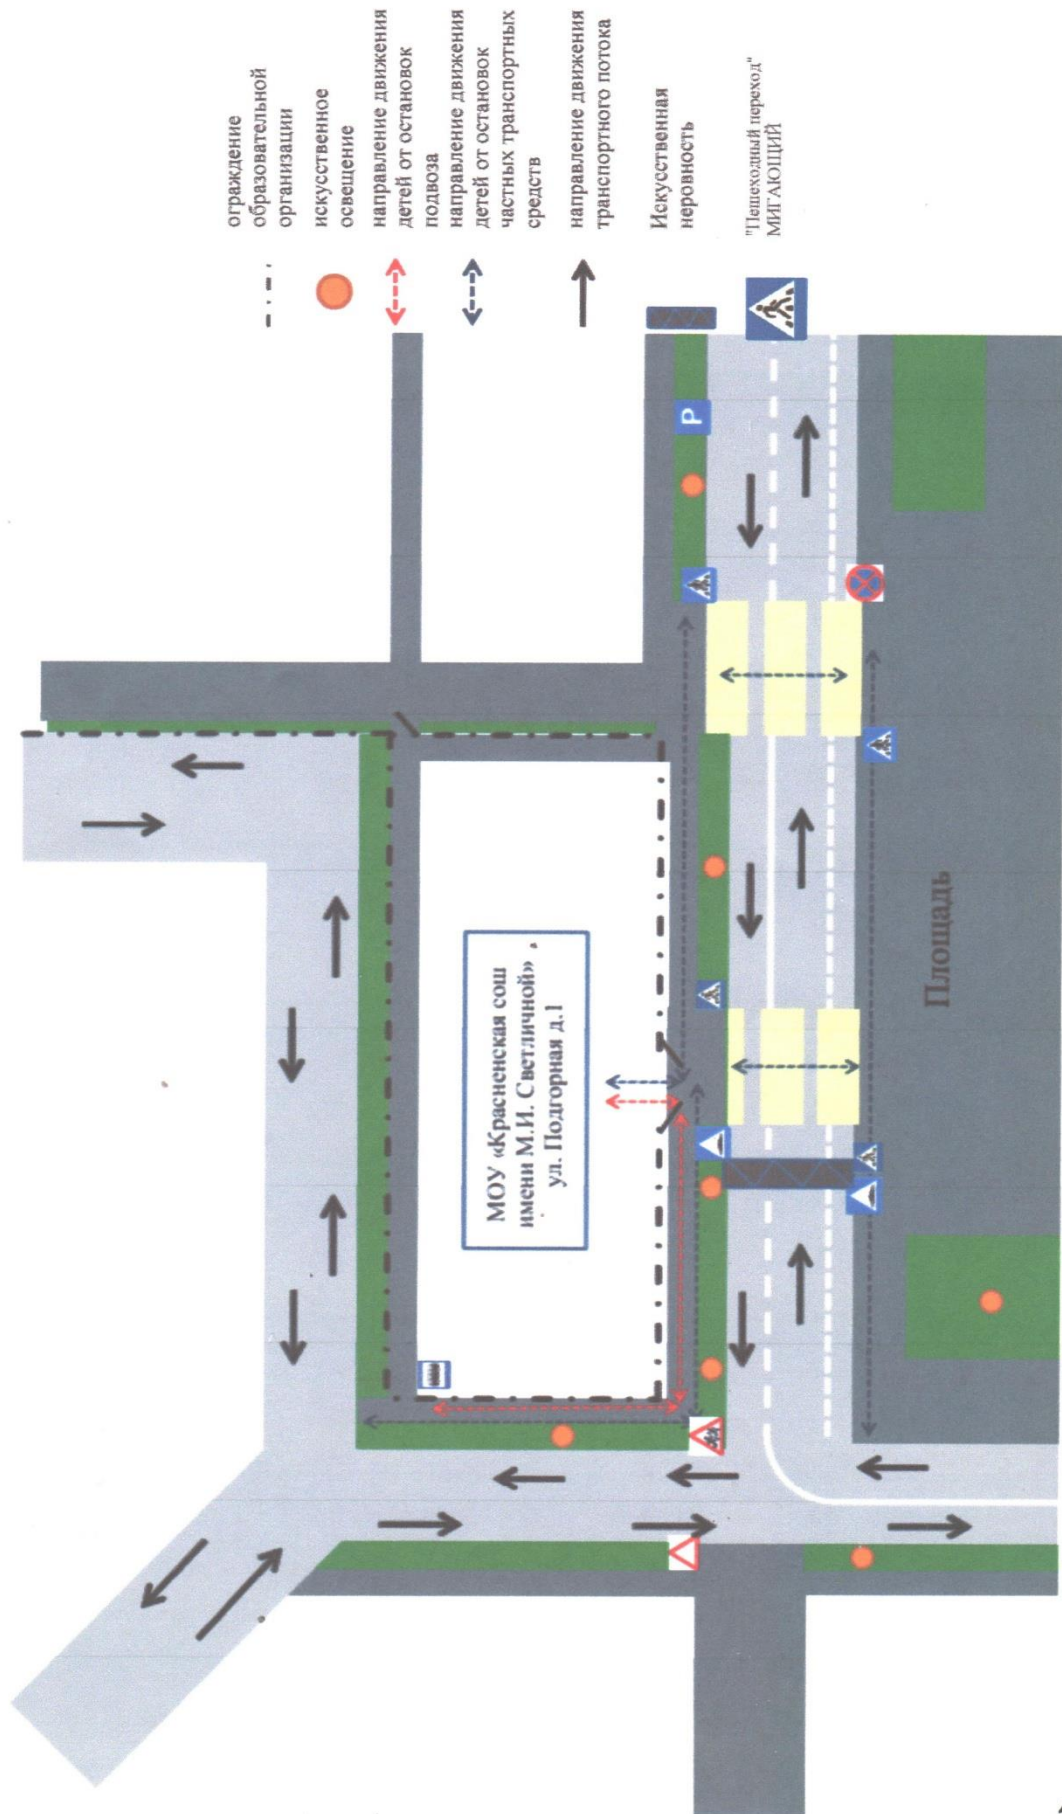 ограждение
образовательной
организации
искусственное
освещение
направление движения
детей от остановок
подвоза
направление движения
детей от остановок
частных транспортных
средств
направление движения
транспортного потока
Искусственная
неровность
"Пешеходный переход"
МИГАЮЩИЙ
P
МОУ «Красненская сош
имени М.И. Светличной»
ул. Подгорная д.1
Площадь